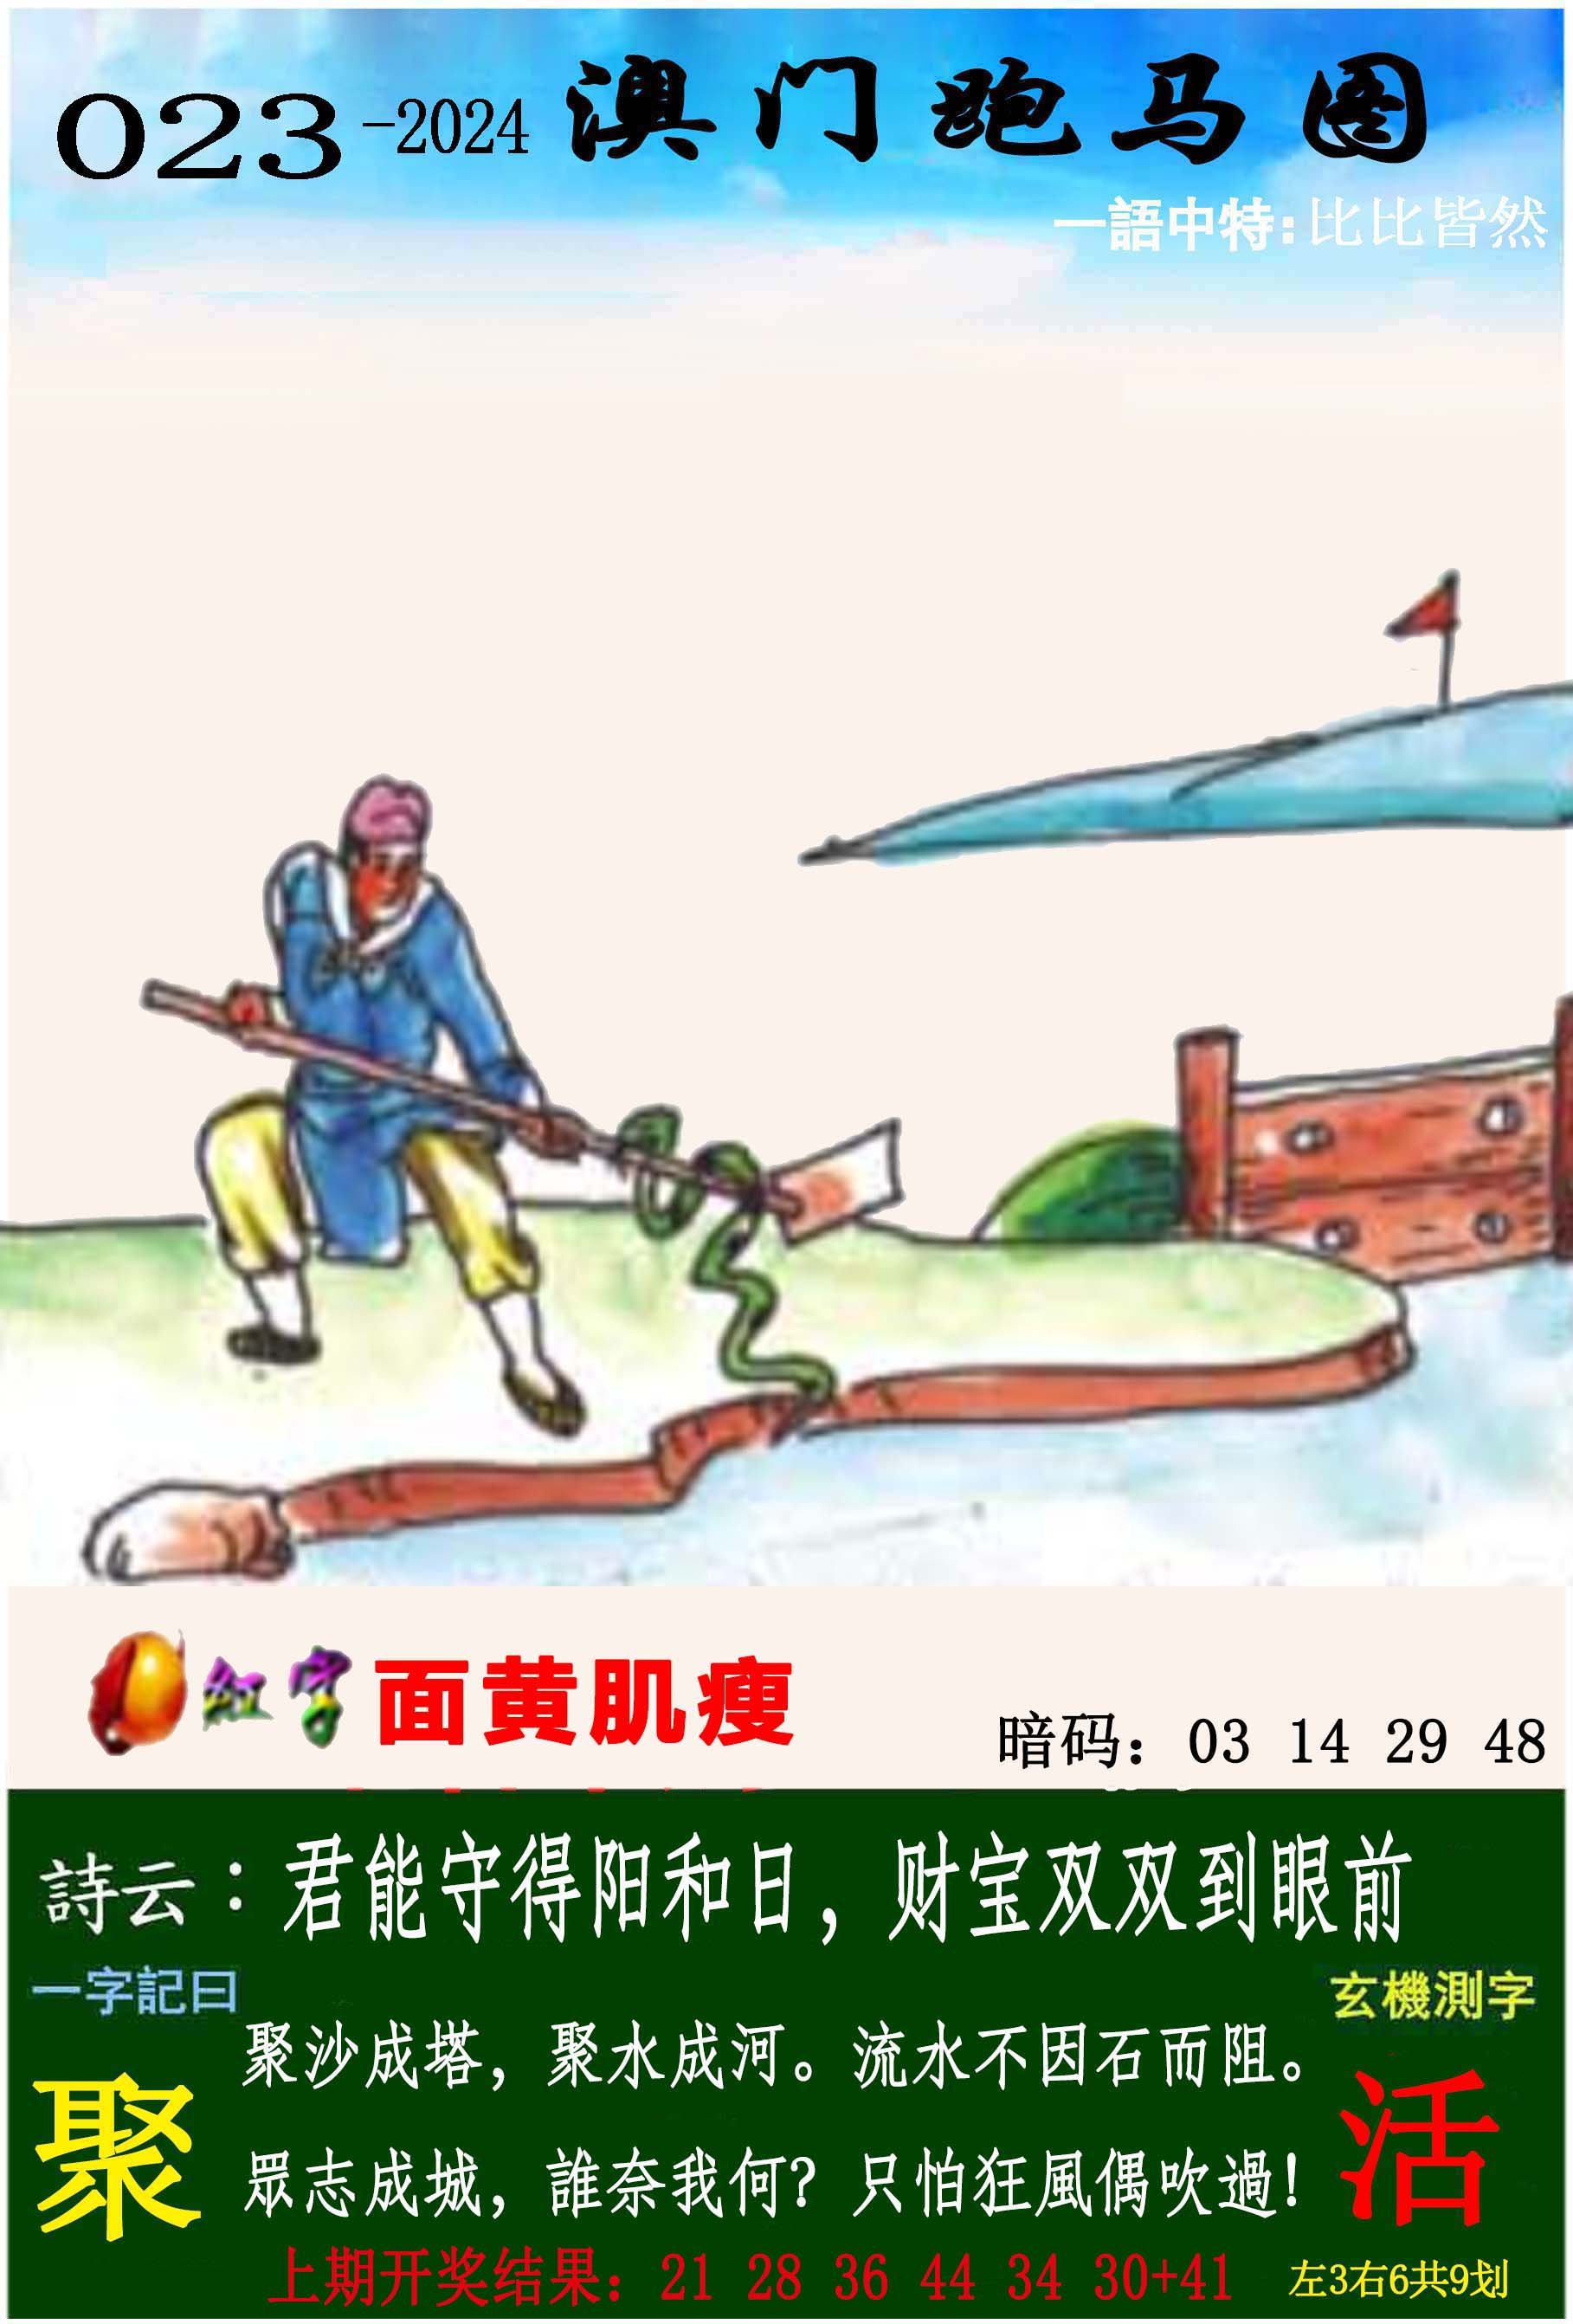 023-2024 澳门跑马图
一語中特:比比皆然
红字 面黄肌瘦
暗码：03 14 29 48
詩云：君能守得阳和日，财宝双双到眼前
一字記曰
玄機測字
聚沙成塔，聚水成河。流水不因石而阻。
聚
活
眾志成城，誰奈我何？只怕狂風偶吹過！
上期开奖结果：21 28 36 44 34 30+41
左3右6共9划